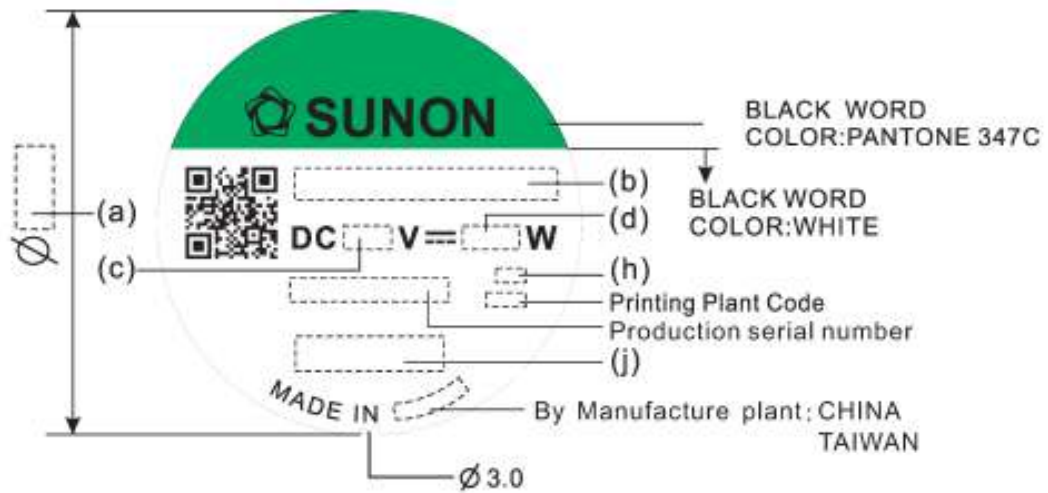 SUNON
BLACK WORD
COLOR:PANTONE 347C
(b)
BLACK WORD
COLOR:WHITE
(a)
Ø
DC V W
(d)
(c)
(h)
Printing Plant Code
Production serial number
(j)
MADE IN
By Manufacture plant: CHINA
TAIWAN
Ø 3.0